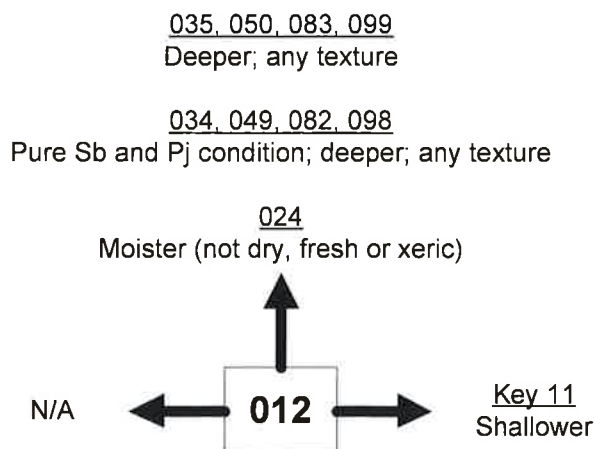 035, 050, 083, 099
Deeper; any texture
034, 049, 082, 098
Pure Sb and Pj condition; deeper; any texture
024
Moister (not dry, fresh or xeric)
N/A
012
Key 11
Shallower